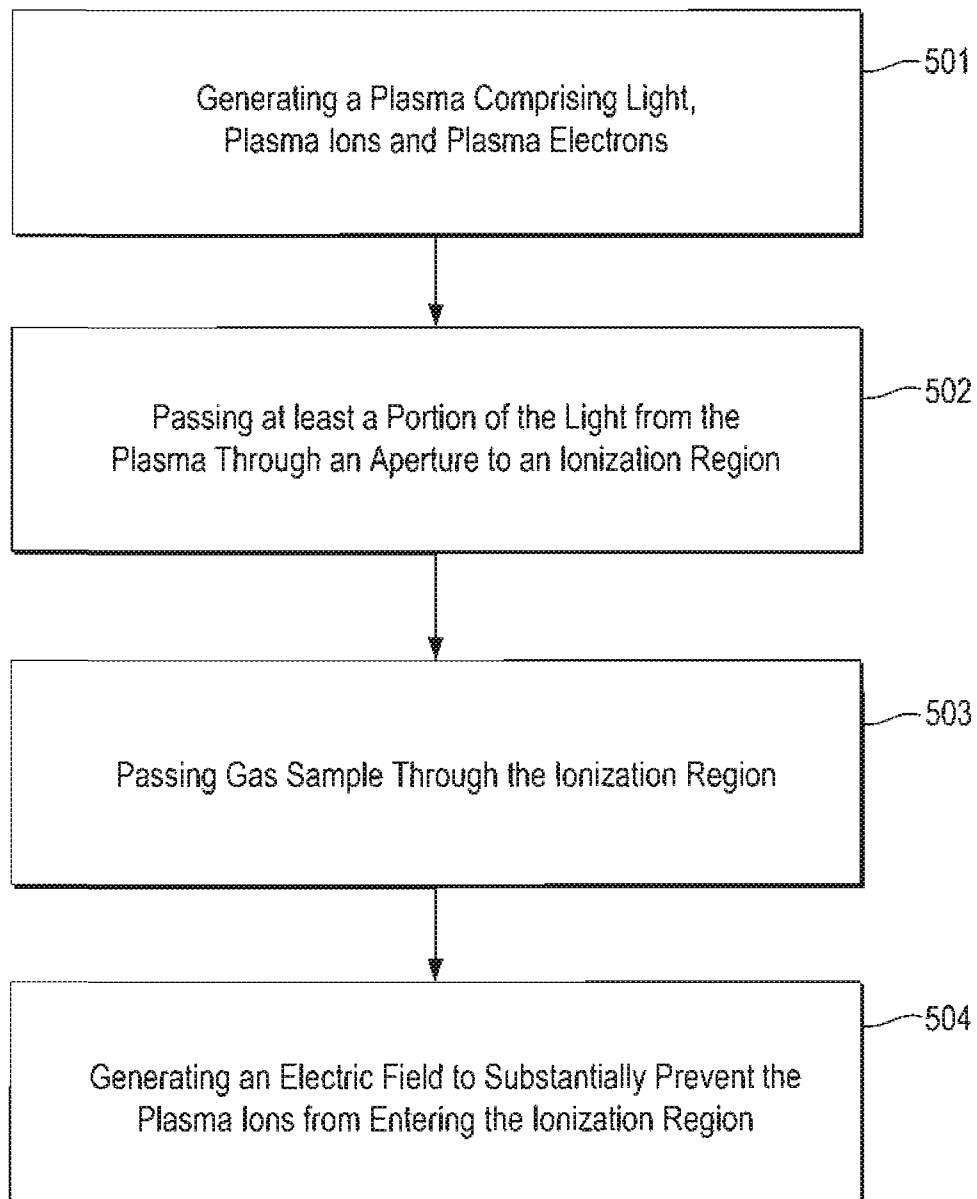 501
Generating a Plasma Comprising Light,
Plasma Ions and Plasma Electrons
502
Passing at least a Portion of the Light from the
Plasma Through an Aperture to an Ionization Region
503
Passing Gas Sample Through the Ionization Region
504
Generating an Electric Field to Substantially Prevent the
Plasma Ions from Entering the Ionization Region